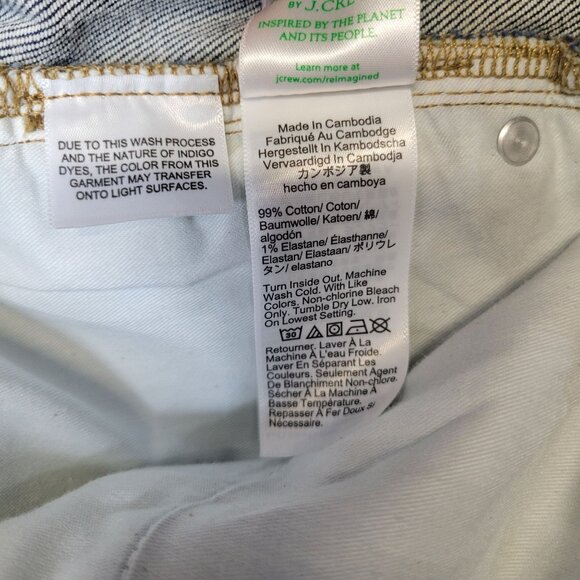 BY J.CRE
INSPIRED BY THE PLANET
AND ITS PEOPLE.
Learn more at
jcrew.com/reimagined
DUE TO THIS WASH PROCESS
AND THE NATURE OF INDIGO
DYES, THE COLOR FROM THIS
GARMENT MAY TRANSFER
ONTO LIGHT SURFACES.
Made In Cambodia
Fabriqué Au Cambodge
Hergestellt In Kambodscha
Vervaardigd In Cambodja
カンボジア製
hecho en camboya
99% Cotton/ Coton/
Baumwolle/ Katoen/ 綿/
algodón
1% Elastane/ Élasthanne/
Elastan/ Elastaan/ ポリウレ
タン/ elastano
Turn Inside Out. Machine
Wash Cold. With Like
Colors. Non-chlorine Bleach
Only. Tumble Dry Low. Iron
On Lowest Setting.
30
Retourner. Laver À La
Machine À L'eau Froide.
Laver En Séparant Les
Couleurs. Seulement Agent
De Blanchiment Non-chlore.
Sécher À La Machine À
Basse Température.
Repasser À Fer Doux Si
Nécessaire.